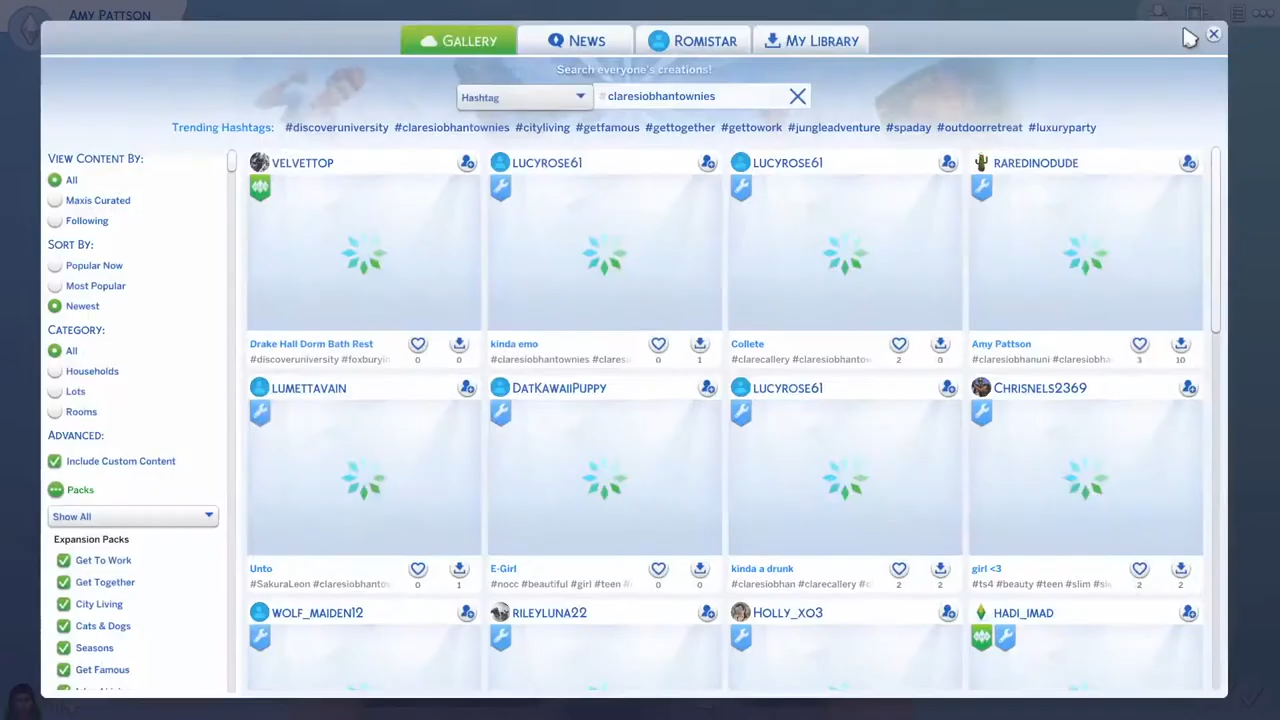 AMY PATTSON
GALLERY
NEWS
ROMISTAR
MY LIBRARY
Search everyone's creations!
Hashtag
# claresiobhantownies
Trending Hashtags: #discoveruniversity #claresiobhantownies #cityliving #getfamous #gettogether #gettowork #jungleadventure #spaday #outdoorretreat #luxuryparty
VIEW CONTENT BY:
All
Maxis Curated
Following
SORT BY:
Popular Now
Most Popular
Newest
CATEGORY:
All
Households
Lots
Rooms
ADVANCED:
Include Custom Content
Packs
Show All
Expansion Packs
Get To Work
Get Together
City Living
Cats & Dogs
Seasons
Get Famous
VELVETTOP
Drake Hall Dorm Bath Rest
0 0
#discoveruniversity #foxburyin
LUCYROSE61
kinda emo
0 1
#claresiobhantownies #claresi
LUCYROSE61
Collete
2 0
#clarecallery #claresiobhantow
RAREDINODUDE
Amy Pattson
3 10
#claresiobhanuni #claresiobha
LUMETTAVAIN
Unto
0 1
#SakuraLeon #claresiobhanto
DATKAWAIIPUPPY
E-Girl
0 0
#nocc #beautiful #girl #teen #
LUCYROSE61
kinda a drunk
2 2
#claresiobhan #clarecallery #c
CHRISNELS2369
girl <3
2 2
#ts4 #beauty #teen #slim #si
WOLF_MAIDEN12
RILEYLUNA22
HOLLY_XO3
HADI_IMAD